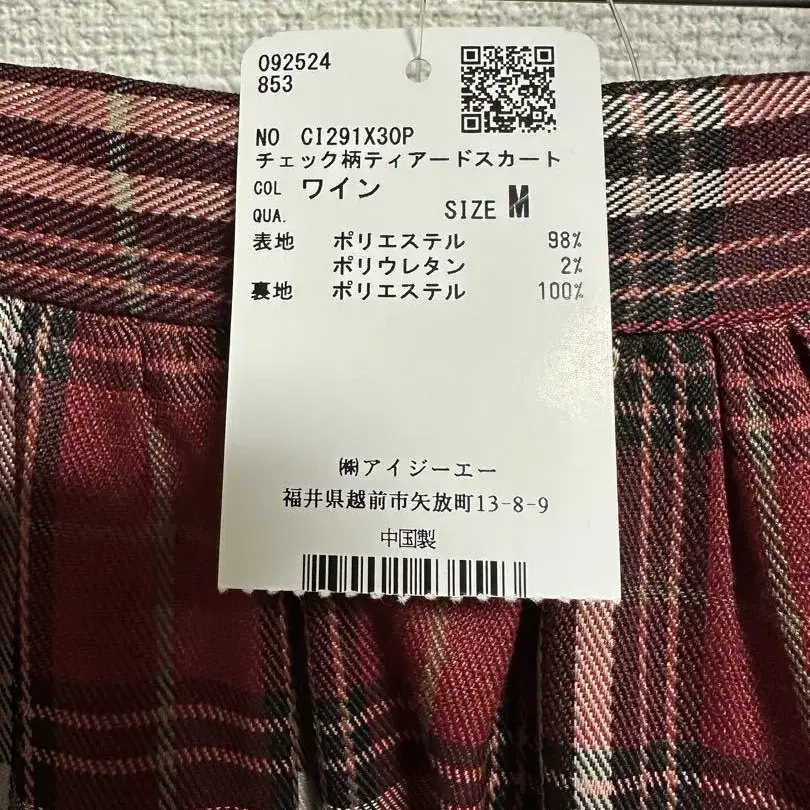 092524
853
NO CI291X30P
チェック柄ティアードスカート
COL ワイン
QUA. SIZE M
表地 ポリエステル 98%
ポリウレタン 2%
裏地 ポリエステル 100%
㈱アイジーエー
福井県越前市矢放町13-8-9
中国製